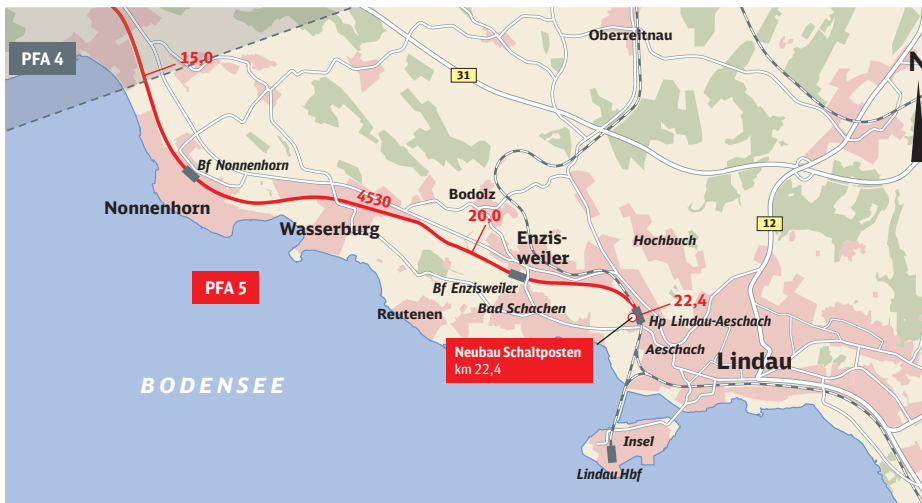 PFA 4
15,0
Oberreitnau
31
N
Bf Nonnenhorn
Nonnenhorn
4530
Wasserburg
Bodolz
20,0
Enzis-
weiler
Hochbuch
12
PFA 5
Bf Enzisweiler
Bad Schachen
Reutenen
22,4
Hp Lindau-Aeschach
Aeschach
Neubau Schaltposten
km 22,4
Lindau
BODENSEE
Insel
Lindau Hbf